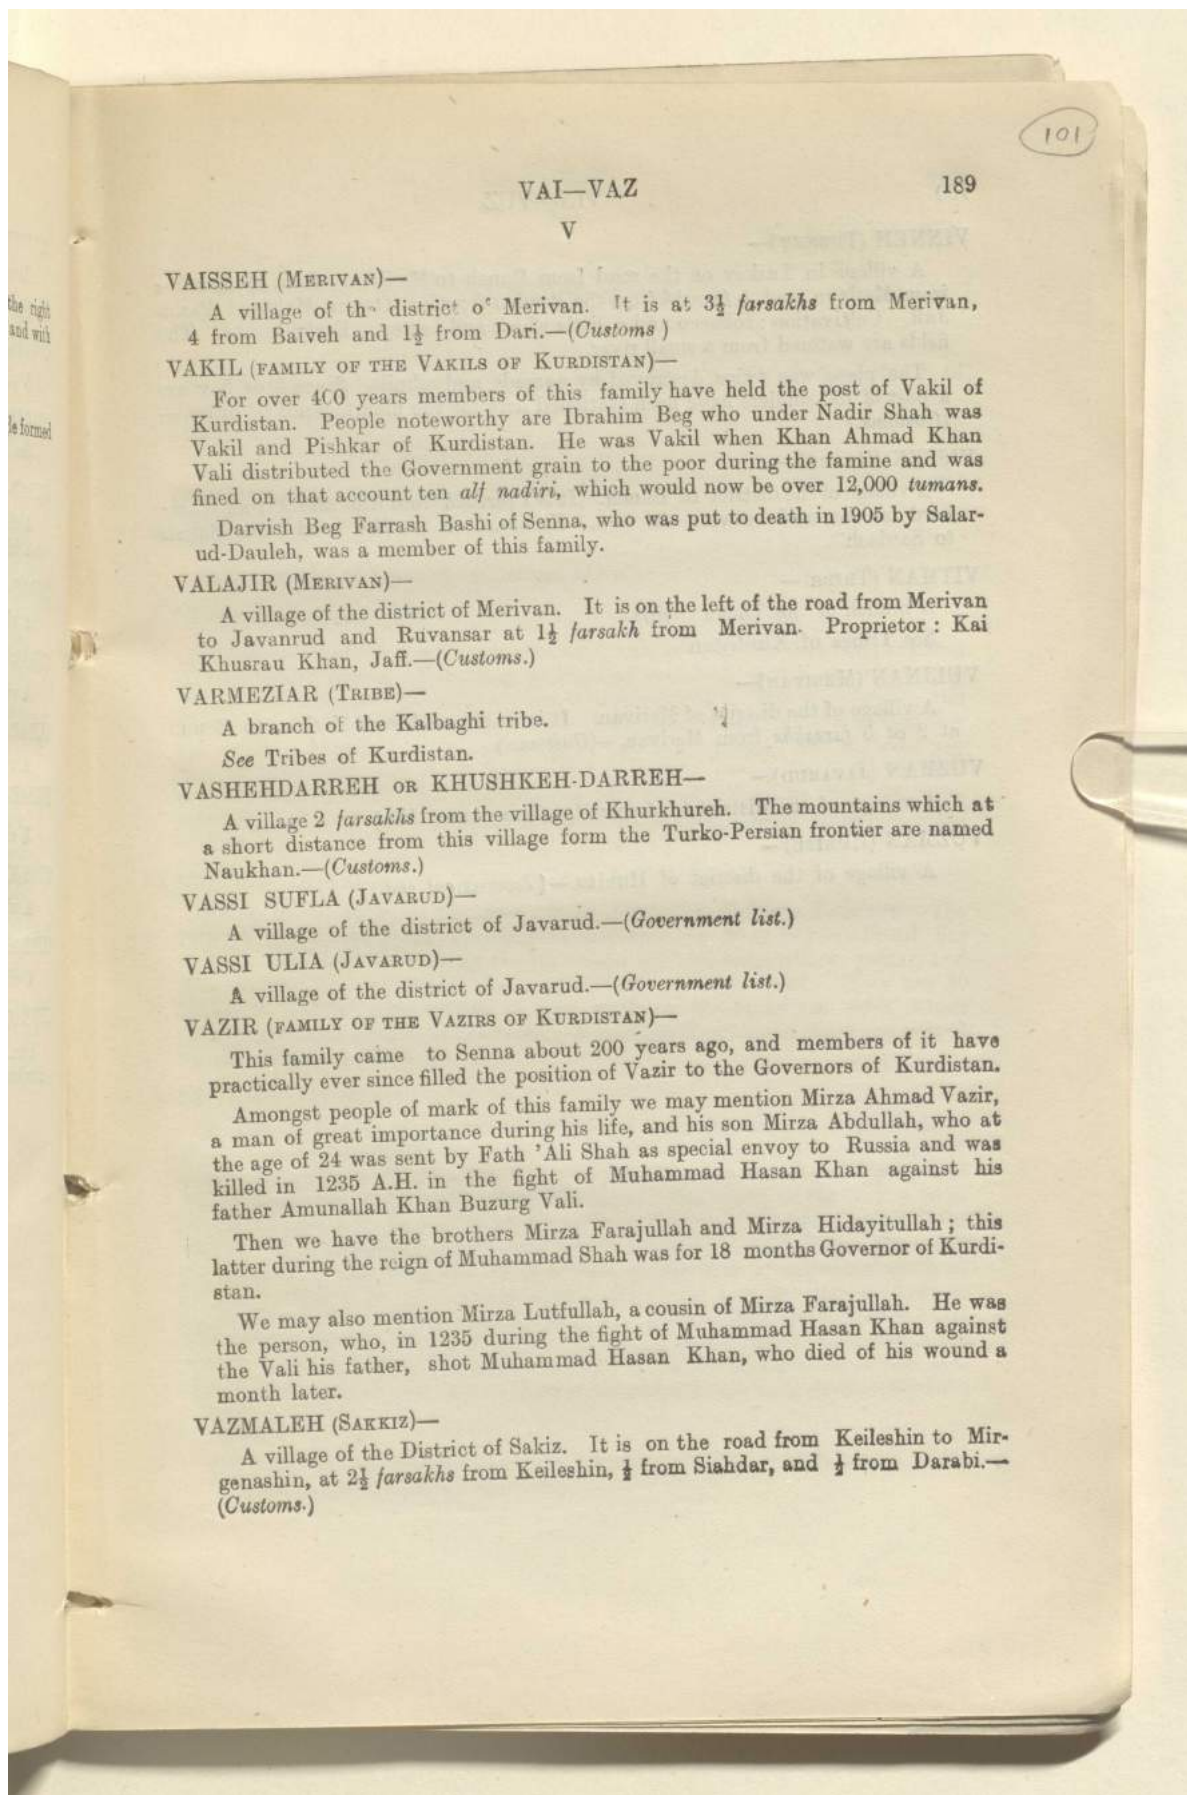 101
VAI—VAZ 189
V
the right
and with
be formed
VAISSEH (MERIVAN)—
A village of the district of Merivan. It is at 3½ farsakhs from Merivan,
4 from Baiveh and 1½ from Dari.—(Customs )
VAKIL (FAMILY OF THE VAKILS OF KURDISTAN)—
For over 400 years members of this family have held the post of Vakil of
Kurdistan. People noteworthy are Ibrahim Beg who under Nadir Shah was
Vakil and Pishkar of Kurdistan. He was Vakil when Khan Ahmad Khan
Vali distributed the Government grain to the poor during the famine and was
fined on that account ten alf nadiri, which would now be over 12,000 tumans.
Darvish Beg Farrash Bashi of Senna, who was put to death in 1905 by Salar-
ud-Dauleh, was a member of this family.
VALAJIR (MERIVAN)—
A village of the district of Merivan. It is on the left of the road from Merivan
to Javanrud and Ruvansar at 1½ farsakh from Merivan. Proprietor : Kai
Khusrau Khan, Jaff.—(Customs.)
VARMEZIAR (TRIBE)—
A branch of the Kalbaghi tribe.
See Tribes of Kurdistan.
VASHEHDARREH OR KHUSHKEH-DARREH—
A village 2 farsakhs from the village of Khurkhureh. The mountains which at
a short distance from this village form the Turko-Persian frontier are named
Naukhan.—(Customs.)
VASSI SUFLA (JAVARUD)—
A village of the district of Javarud.—(Government list.)
VASSI ULIA (JAVARUD)—
A village of the district of Javarud.—(Government list.)
VAZIR (FAMILY OF THE VAZIRS OF KURDISTAN)—
This family came to Senna about 200 years ago, and members of it have
practically ever since filled the position of Vazir to the Governors of Kurdistan.
Amongst people of mark of this family we may mention Mirza Ahmad Vazir,
a man of great importance during his life, and his son Mirza Abdullah, who at
the age of 24 was sent by Fath 'Ali Shah as special envoy to Russia and was
killed in 1235 A.H. in the fight of Muhammad Hasan Khan against his
father Amunallah Khan Buzurg Vali.
Then we have the brothers Mirza Farajullah and Mirza Hidayitullah ; this
latter during the reign of Muhammad Shah was for 18 months Governor of Kurdi-
stan.
We may also mention Mirza Lutfullah, a cousin of Mirza Farajullah. He was
the person, who, in 1235 during the fight of Muhammad Hasan Khan against
the Vali his father, shot Muhammad Hasan Khan, who died of his wound a
month later.
VAZMALEH (SAKKIZ)—
A village of the District of Sakiz. It is on the road from Keileshin to Mir-
genashin, at 2½ farsakhs from Keileshin, ½ from Siahdar, and ½ from Darabi.—
(Customs.)